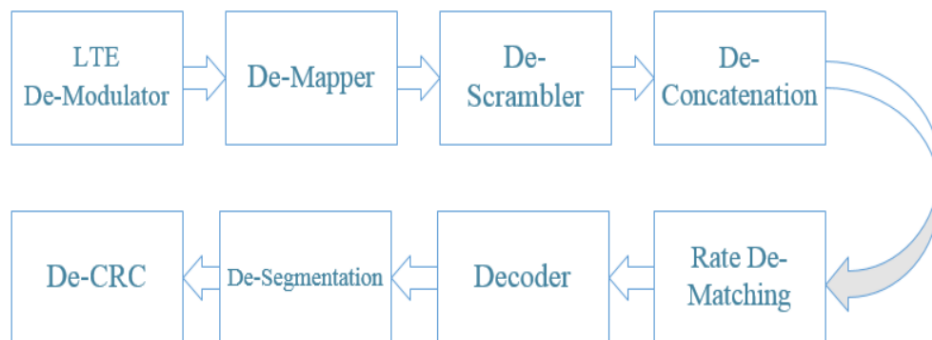 LTE
De-Modulator
De-Mapper
De-
Scrambler
De-
Concatenation
Rate De-
Matching
Decoder
De-Segmentation
De-CRC